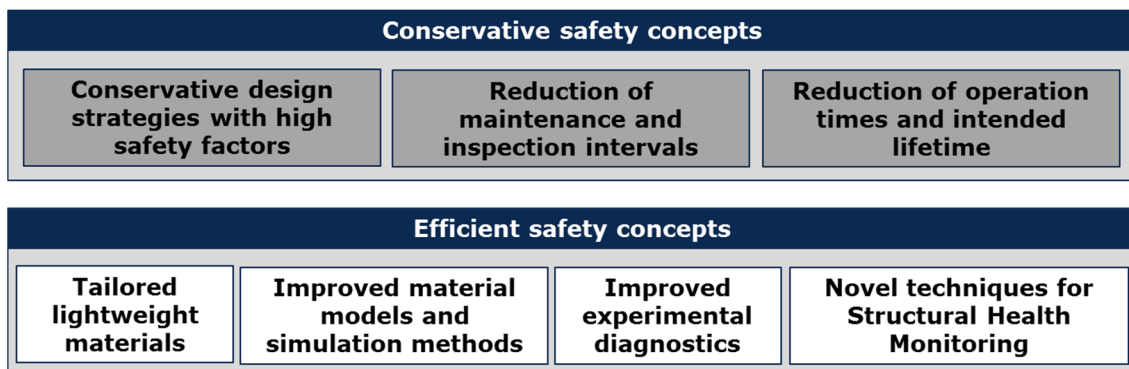 Conservative safety concepts
Conservative design
strategies with high
safety factors
Reduction of
maintenance and
inspection intervals
Reduction of operation
times and intended
lifetime
Efficient safety concepts
Tailored
lightweight
materials
Improved material
models and
simulation methods
Improved
experimental
diagnostics
Novel techniques for
Structural Health
Monitoring